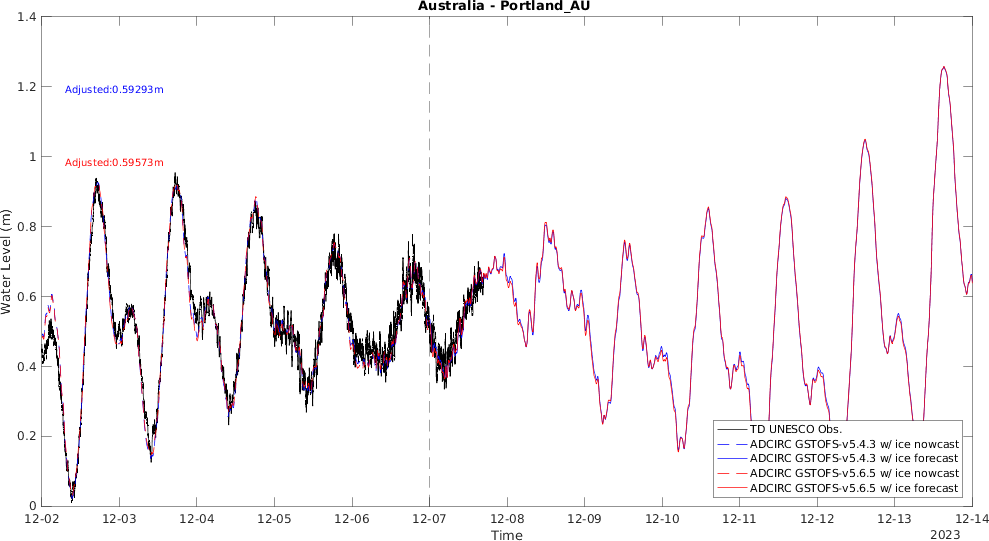 Australia - Portland_AU
1.4
1.2
1
0.8
0.6
0.4
0.2
0
Water Level (m)
Adjusted:0.59293m
Adjusted:0.59573m
TD UNESCO Obs.
ADCIRC GSTOFS-v5.4.3 w/ ice nowcast
ADCIRC GSTOFS-v5.4.3 w/ ice forecast
ADCIRC GSTOFS-v5.6.5 w/ ice nowcast
ADCIRC GSTOFS-v5.6.5 w/ ice forecast
12-02 12-03 12-04 12-05 12-06 12-07 12-08 12-09 12-10 12-11 12-12 12-13 12-14
Time
2023